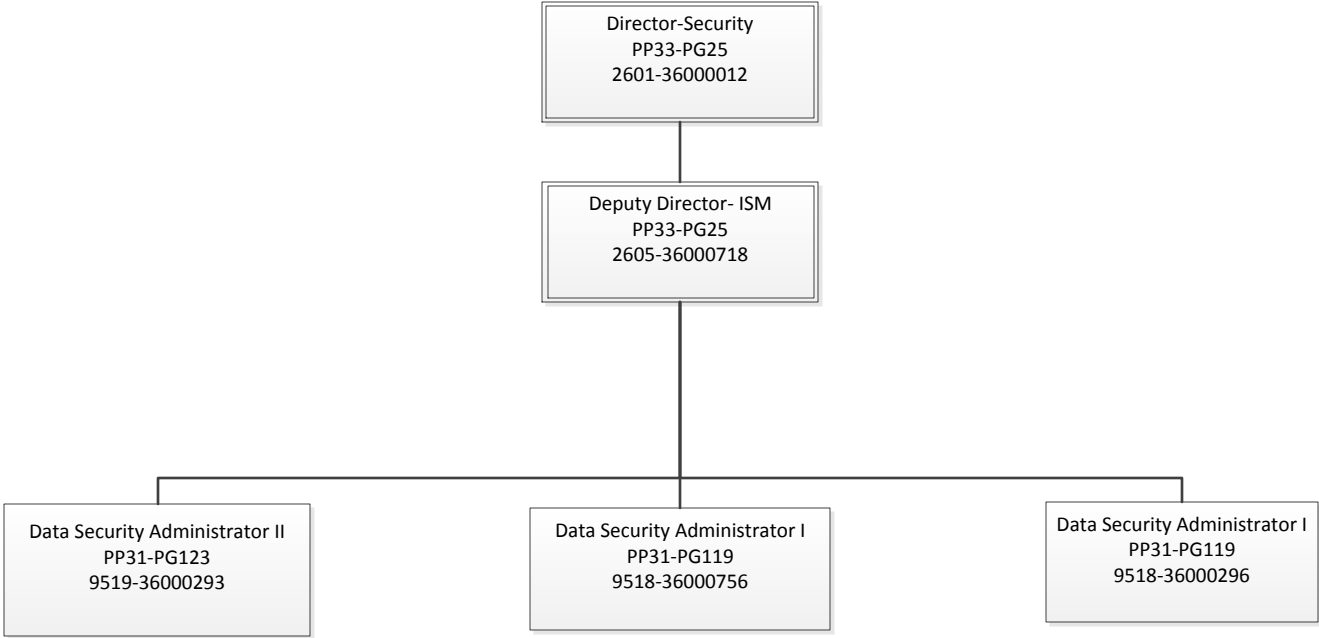 Director-Security
PP33-PG25
2601-36000012
Deputy Director- ISM
PP33-PG25
2605-36000718
Data Security Administrator II
PP31-PG123
9519-36000293
Data Security Administrator I
PP31-PG119
9518-36000756
Data Security Administrator I
PP31-PG119
9518-36000296